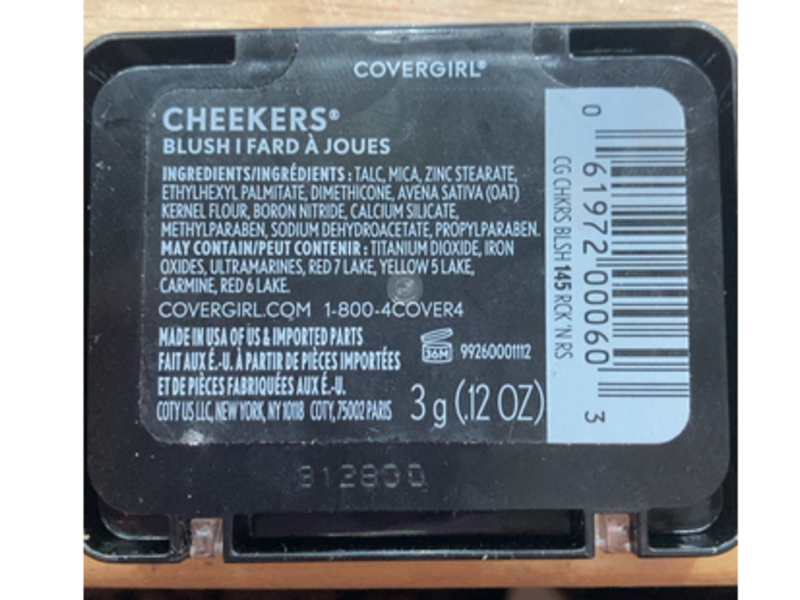 COVERGIRL®
CHEEKERS®
BLUSH I FARD À JOUES
INGREDIENTS/INGRÉDIENTS : TALC, MICA, ZINC STEARATE,
ETHYLHEXYL PALMITATE, DIMETHICONE, AVENA SATIVA (OAT)
KERNEL FLOUR, BORON NITRIDE, CALCIUM SILICATE,
METHYLPARABEN, SODIUM DEHYDROACETATE, PROPYLPARABEN.
MAY CONTAIN/PEUT CONTENIR : TITANIUM DIOXIDE, IRON
OXIDES, ULTRAMARINES, RED 7 LAKE, YELLOW 5 LAKE,
CARMINE, RED 6 LAKE.
COVERGIRL.COM 1-800-4COVER4
MADE IN USA OF US & IMPORTED PARTS
FAIT AUX É.-U. À PARTIR DE PIÈCES IMPORTÉES
ET DE PIÈCES FABRIQUÉES AUX É.-U.
COTY US LLC, NEW YORK, NY 10118 COTY, 75002 PARIS
36M 99260001112
3 g (.12 OZ)
CG CHKRS BLSH 145 RCK 'N RS
0 61972 00060 3
912800